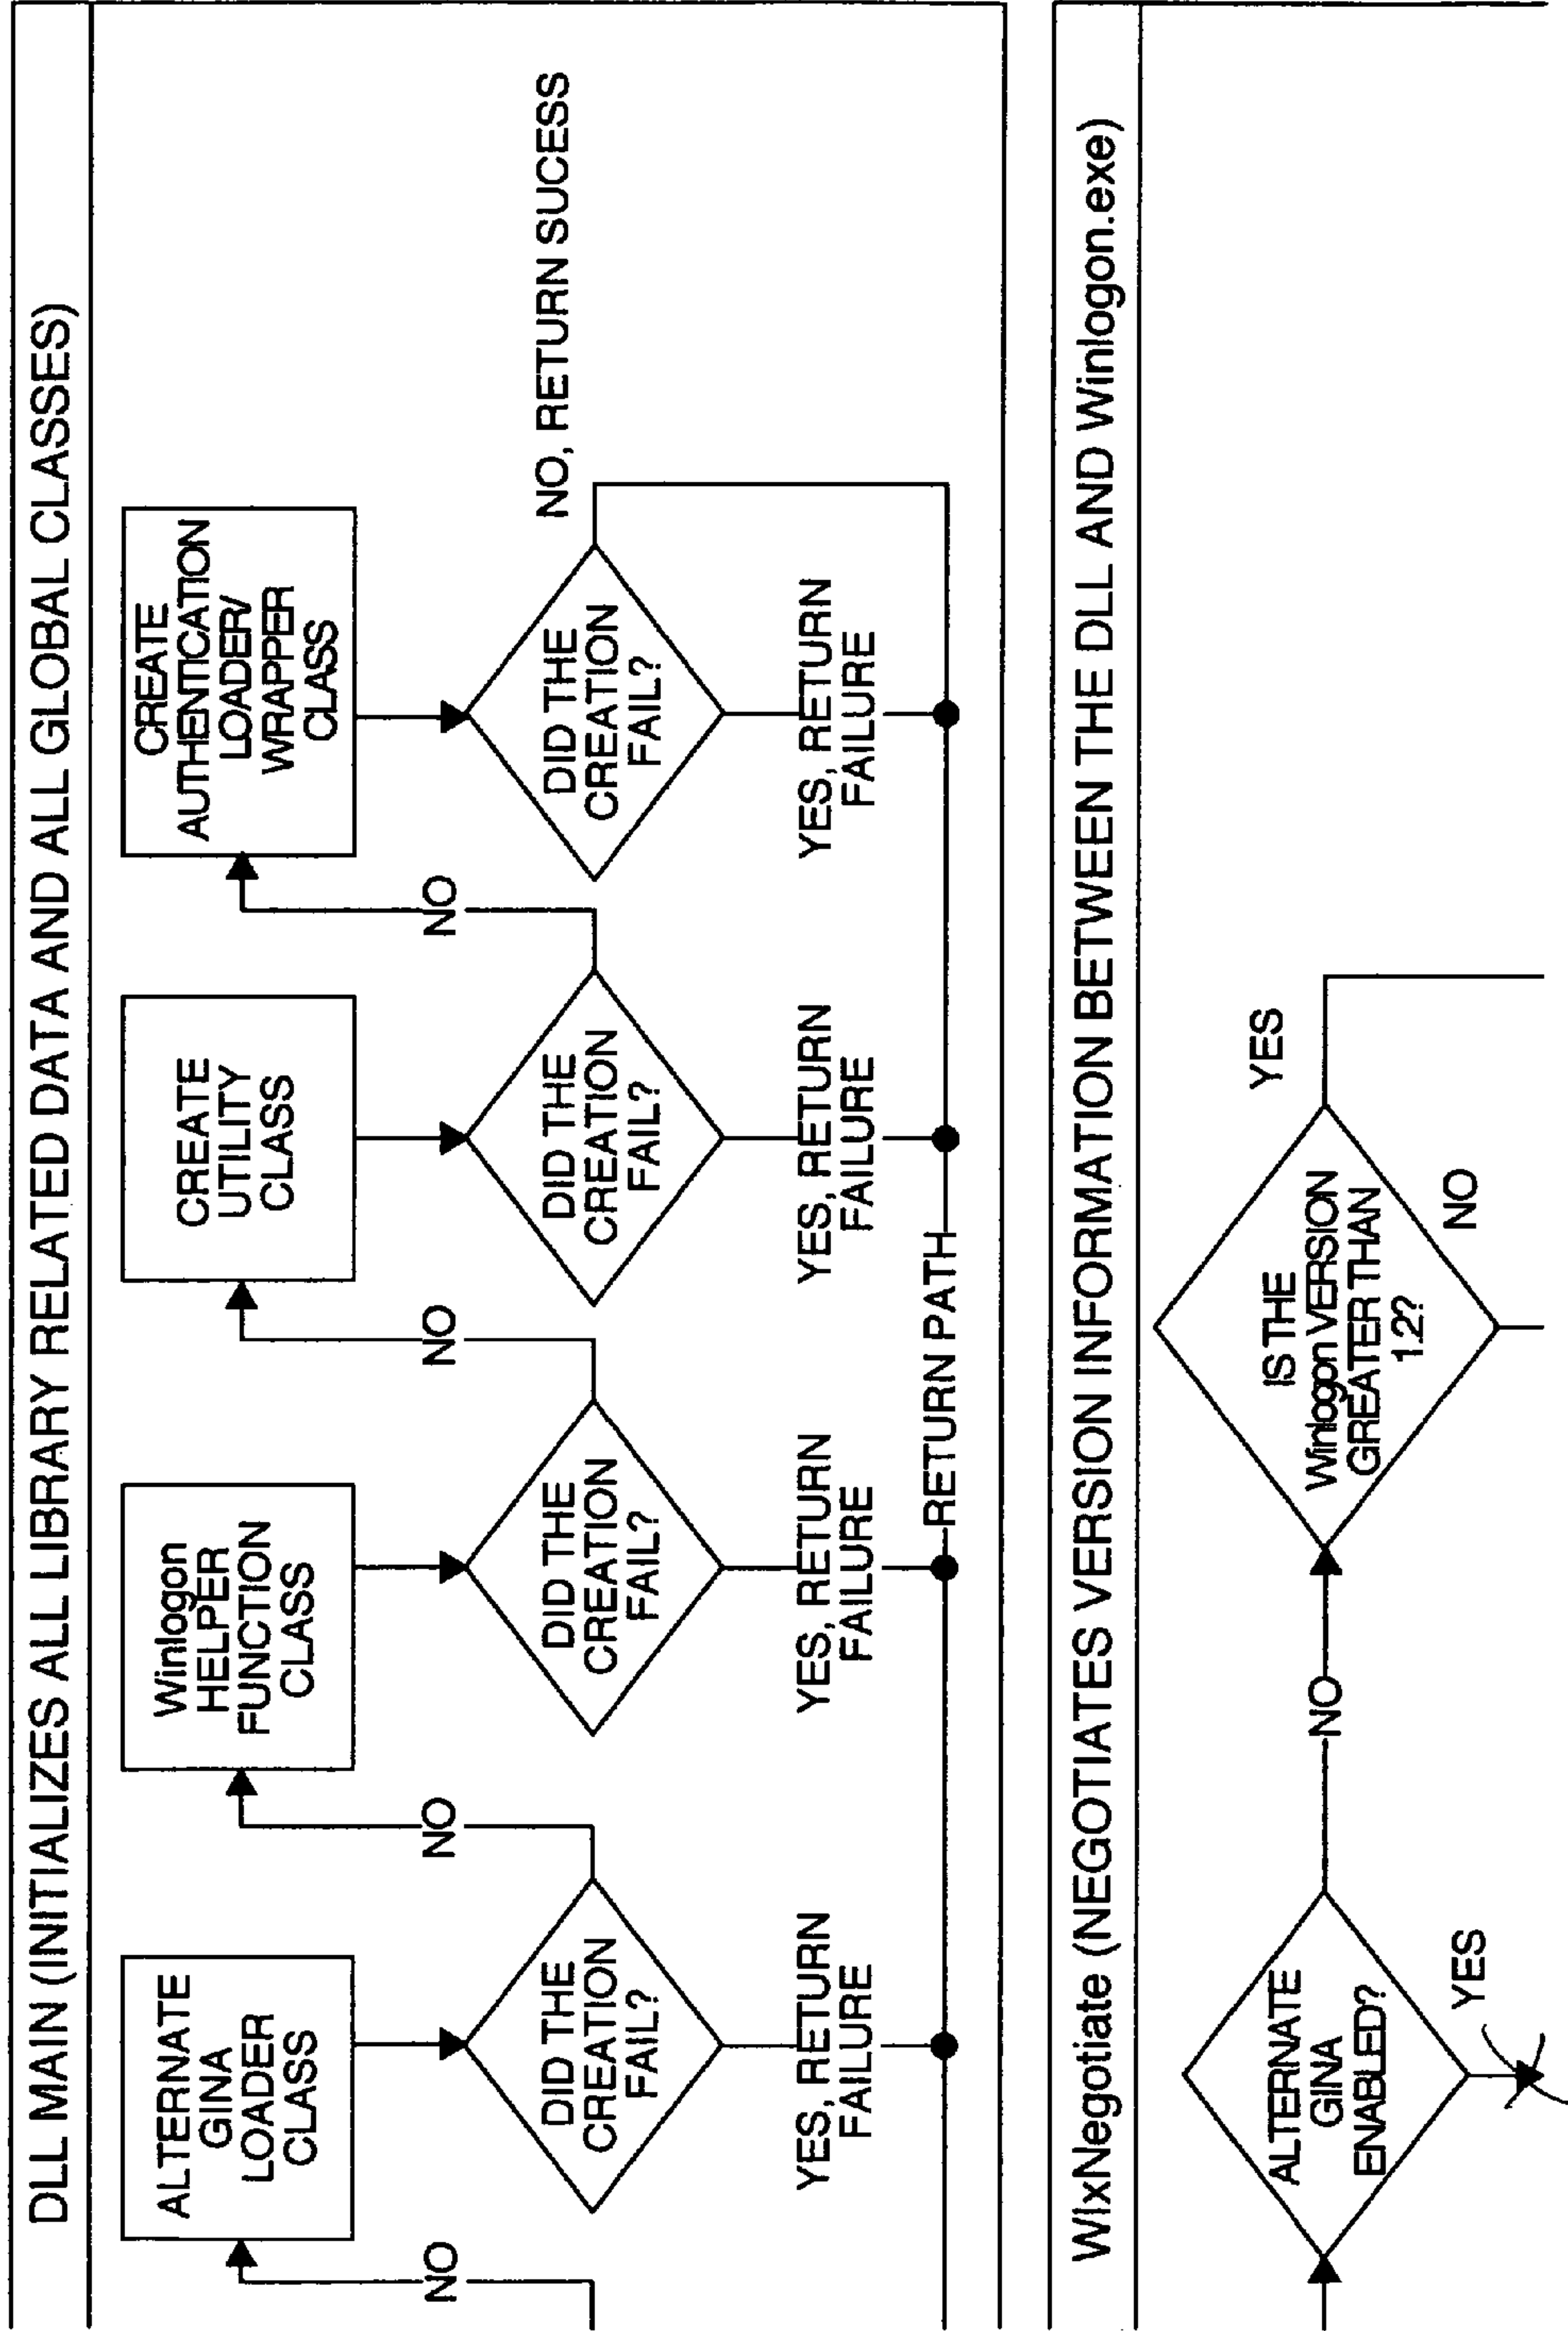 DLL MAIN (INITIALIZES ALL LIBRARY RELATED DATA AND ALL GLOBAL CLASSES)
NO
ALTERNATE
GINA
LOADER
CLASS
DID THE
CREATION
FAIL?
YES, RETURN
FAILURE
NO
Winlogon
HELPER
FUNCTION
CLASS
DID THE
CREATION
FAIL?
YES, RETURN
FAILURE
NO
CREATE
UTILITY
CLASS
DID THE
CREATION
FAIL?
YES, RETURN
FAILURE
NO
CREATE
AUTHENTICATION
LOADER/
WRAPPER
CLASS
DID THE
CREATION
FAIL?
YES, RETURN
FAILURE
NO, RETURN SUCESS
RETURN PATH
WlxNegotiate (NEGOTIATES VERSION INFORMATION BETWEEN THE DLL AND Winlogon.exe)
ALTERNATE
GINA
ENABLED?
YES
NO
IS THE
Winlogon VERSION
GREATER THAN
1.2?
YES
NO